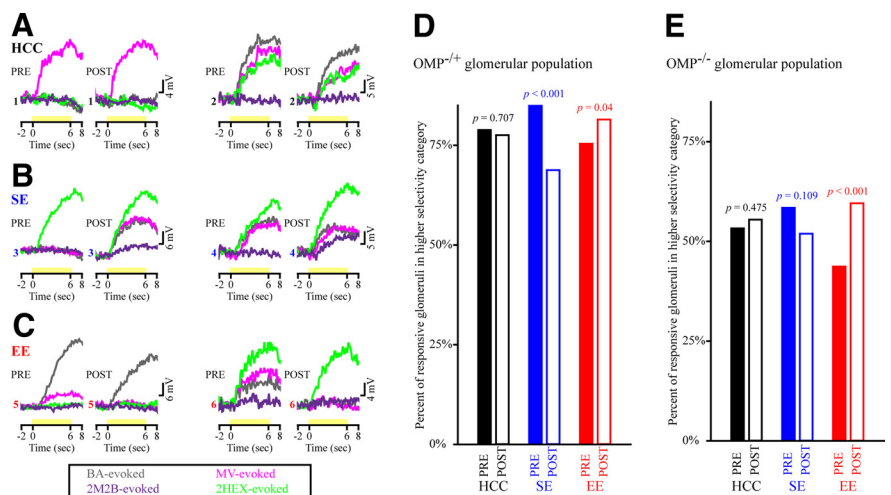 A
HCC
PRE
POST
1
1
4 mV
2
2
5 mV
-2 0 6 8
-2 0 6 8
-2 0 6 8
-2 0 6 8
Time (sec)
Time (sec)
Time (sec)
Time (sec)
B
SE
PRE
POST
3
3
6 mV
4
4
5 mV
-2 0 6 8
-2 0 6 8
-2 0 6 8
-2 0 6 8
Time (sec)
Time (sec)
Time (sec)
Time (sec)
C
EE
PRE
POST
PRE
POST
5
5
6 mV
6
6
4 mV
-2 0 6 8
-2 0 6 8
-2 0 6 8
-2 0 6 8
Time (sec)
Time (sec)
Time (sec)
Time (sec)
BA-evoked MV-evoked
2M2B-evoked 2HEX-evoked
D
OMP-/+ glomerular population
Percent of responsive glomeruli in higher selectivity category
75%
50%
25%
0%
p = 0.707
p < 0.001
p = 0.04
PRE
POST
PRE
POST
PRE
POST
HCC SE EE
E
OMP-/- glomerular population
Percent of responsive glomeruli in higher selectivity category
75%
50%
25%
0%
p = 0.475
p = 0.109
p < 0.001
PRE
POST
PRE
POST
PRE
POST
HCC SE EE